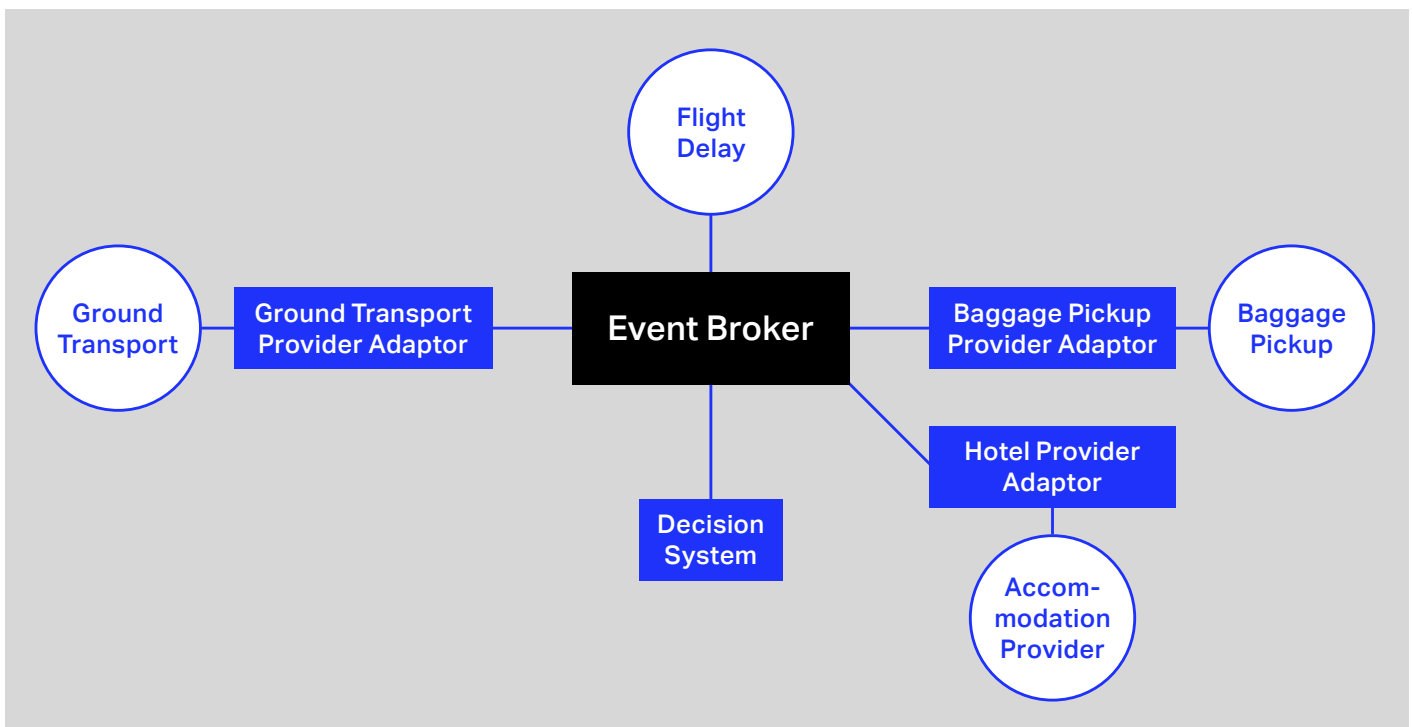 Flight
Delay
Ground
Transport
Ground Transport
Provider Adaptor
Event Broker
Baggage Pickup
Provider Adaptor
Baggage
Pickup
Hotel Provider
Adaptor
Decision
System
Accom-
modation
Provider